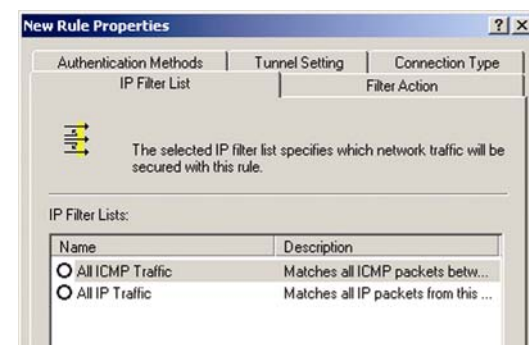 New Rule Properties
? X
Authentication Methods Tunnel Setting Connection Type
IP Filter List Filter Action
The selected IP filter list specifies which network traffic will be
secured with this rule.
IP Filter Lists:
Name Description
All ICMP Traffic Matches all ICMP packets betw...
All IP Traffic Matches all IP packets from this ...